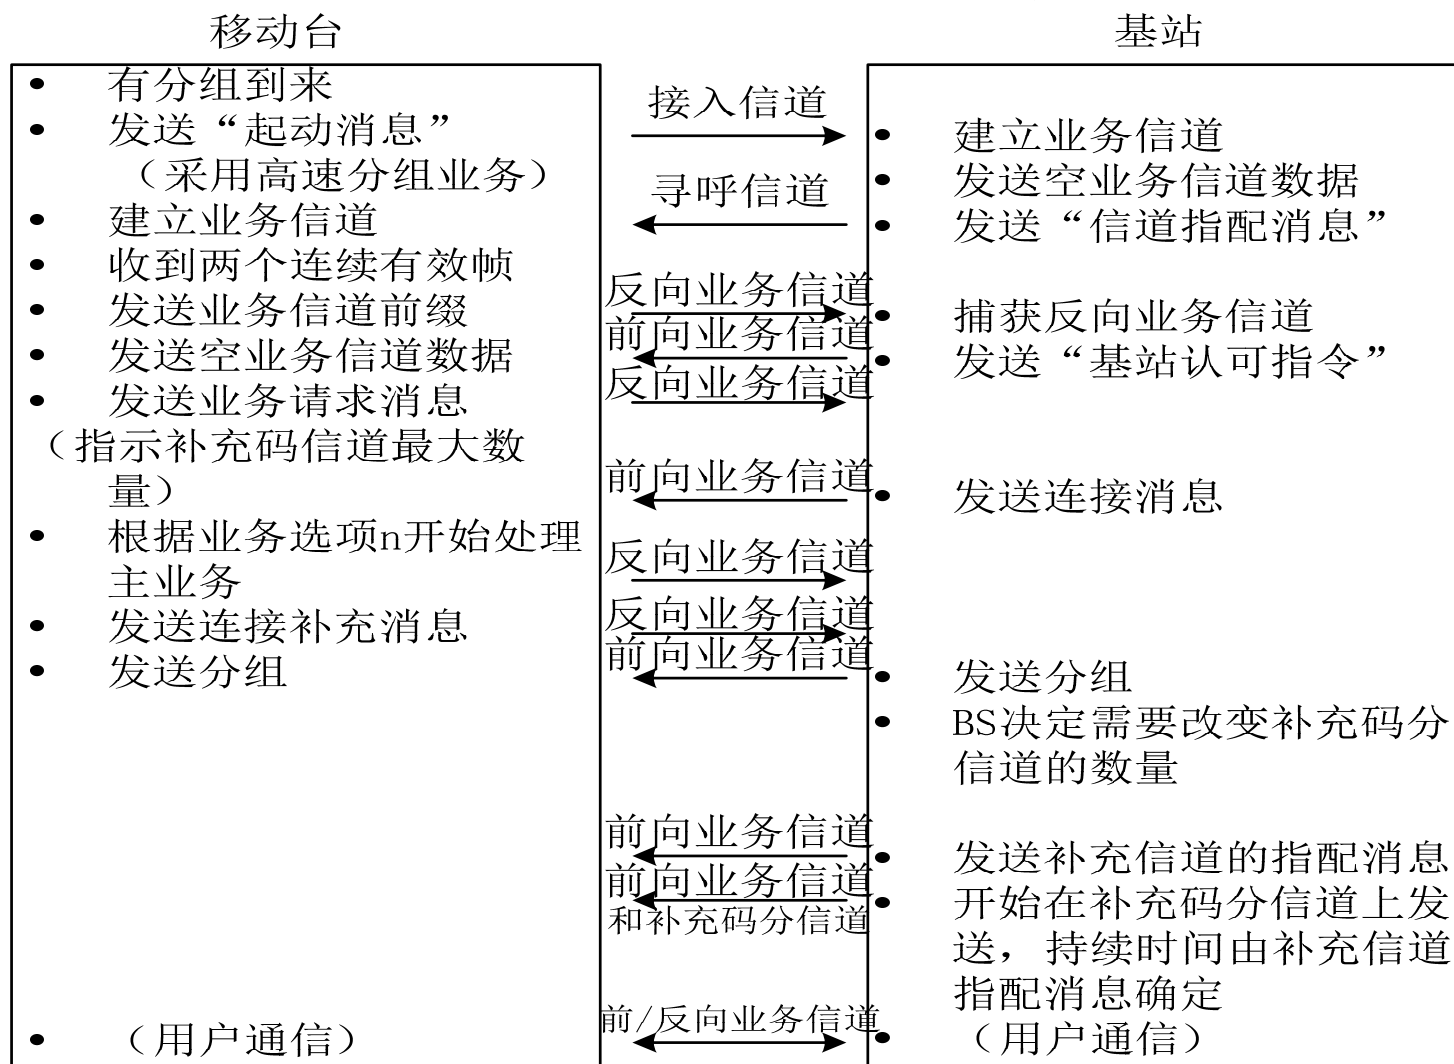 移动台
基站
• 有分组到来
• 发送“起动消息”
（采用高速分组业务）
• 建立业务信道
• 收到两个连续有效帧
• 发送业务信道前缀
• 发送空业务信道数据
• 发送业务请求消息
（指示补充码信道最大数
量）
• 根据业务选项n开始处理
主业务
• 发送连接补充消息
• 发送分组
• （用户通信）
接入信道
寻呼信道
反向业务信道
前向业务信道
反向业务信道
前向业务信道
反向业务信道
反向业务信道
前向业务信道
前向业务信道
前向业务信道
和补充码分信道
前/反向业务信道
• 建立业务信道
• 发送空业务信道数据
• 发送“信道指配消息”
• 捕获反向业务信道
• 发送“基站认可指令”
• 发送连接消息
• 发送分组
• BS决定需要改变补充码分
信道的数量
• 发送补充信道的指配消息
• 开始在补充码分信道上发
送，持续时间由补充信道
指配消息确定
• （用户通信）